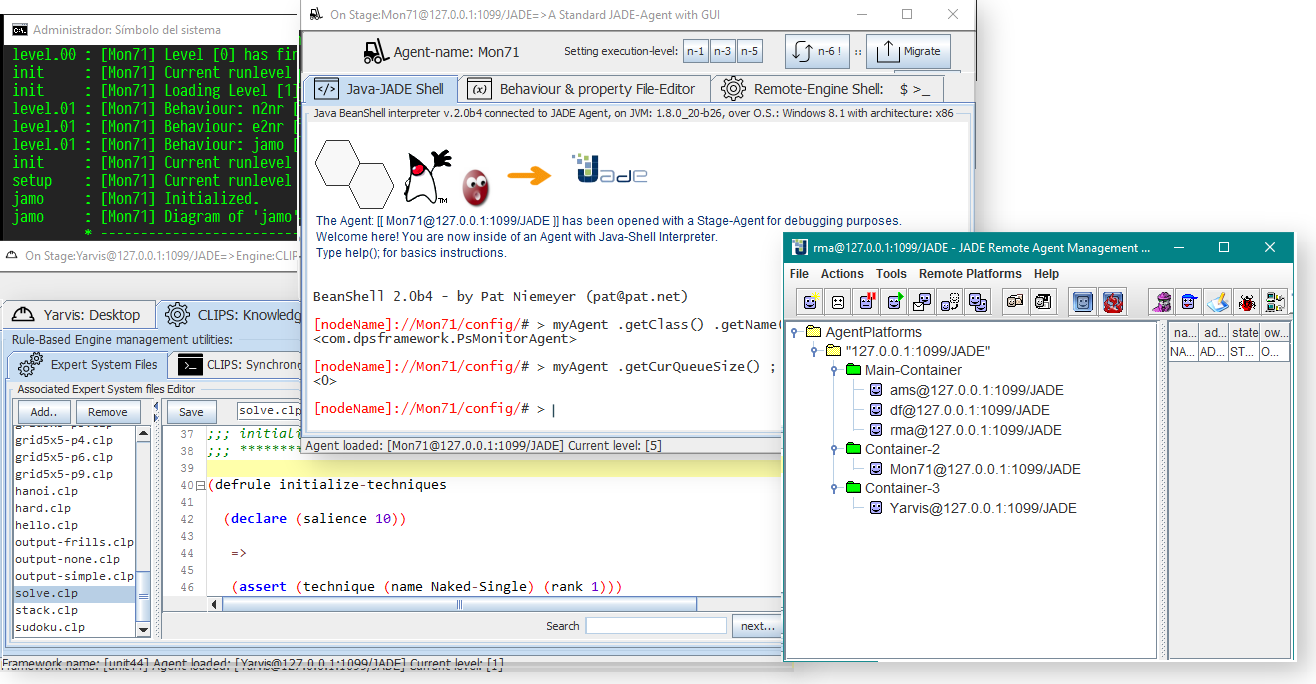 Administrador: Símbolo del sistema
level.00 : [Mon71] Level [0] has fin
init : [Mon71] Current runlevel
init : [Mon71] Loading Level [1]
level.01 : [Mon71] Behaviour: n2nr [
level.01 : [Mon71] Behaviour: e2nr [
level.01 : [Mon71] Behaviour: jamo [
init : [Mon71] Current runlevel
setup : [Mon71] Current runlevel
jamo : [Mon71] Initialized.
jamo : [Mon71] Diagram of 'jamo'
* ------------------------
On Stage:Mon71@127.0.0.1:1099/JADE=>A Standard JADE-Agent with GUI
Agent-name: Mon71
Setting execution-level:
n-1
n-3
n-5
n-6 !
::
Migrate
</> Java-JADE Shell
(x) Behaviour & property File-Editor
Remote-Engine Shell: $ >_
Java BeanShell interpreter v.2.0b4 connected to JADE Agent, on JVM: 1.8.0_20-b26, over O.S.: Windows 8.1 with architecture: x86
TM
Jade
The Agent: [[ Mon71@127.0.0.1:1099/JADE ]] has been opened with a Stage-Agent for debugging purposes.
Welcome here! You are now inside of an Agent with Java-Shell Interpreter.
Type help(); for basics instructions.
BeanShell 2.0b4 - by Pat Niemeyer (pat@pat.net)
[nodeName]://Mon71/config/# > myAgent .getClass() .getName(
<com.dpsframework.PsMonitorAgent>
[nodeName]://Mon71/config/# > myAgent .getCurQueueSize() ;
<0>
[nodeName]://Mon71/config/# >
Agent loaded: [Mon71@127.0.0.1:1099/JADE] Current level: [5]
On Stage:Yarvis@127.0.0.1:1099/JADE=>Engine:CLIP
Yarvis: Desktop
CLIPS: Knowledg
Rule-Based Engine management utilities:
Expert System Files
CLIPS: Synchron
Associated Expert System files Editor
Add..
Remove
Save
solve.clp
grid5x5-p6.clp
grid5x5-p9.clp
hanoi.clp
hard.clp
hello.clp
output-frills.clp
output-none.clp
output-simple.clp
solve.clp
stack.clp
sudoku.clp
37 ;;; initiali
38 ;;; *********
39
40 (defrule initialize-techniques
41
42 (declare (salience 10))
43
44 =>
45
46 (assert (technique (name Naked-Single) (rank 1)))
Search
next...
Framework name: [unit44] Agent loaded: [Yarvis@127.0.0.1:1099/JADE] Current level: [1]
rma@127.0.0.1:1099/JADE - JADE Remote Agent Management ...
File Actions Tools Remote Platforms Help
AgentPlatforms
"127.0.0.1:1099/JADE"
Main-Container
ams@127.0.0.1:1099/JADE
df@127.0.0.1:1099/JADE
rma@127.0.0.1:1099/JADE
Container-2
Mon71@127.0.0.1:1099/JADE
Container-3
Yarvis@127.0.0.1:1099/JADE
na... ad... state ow...
NA... AD... ST... O...